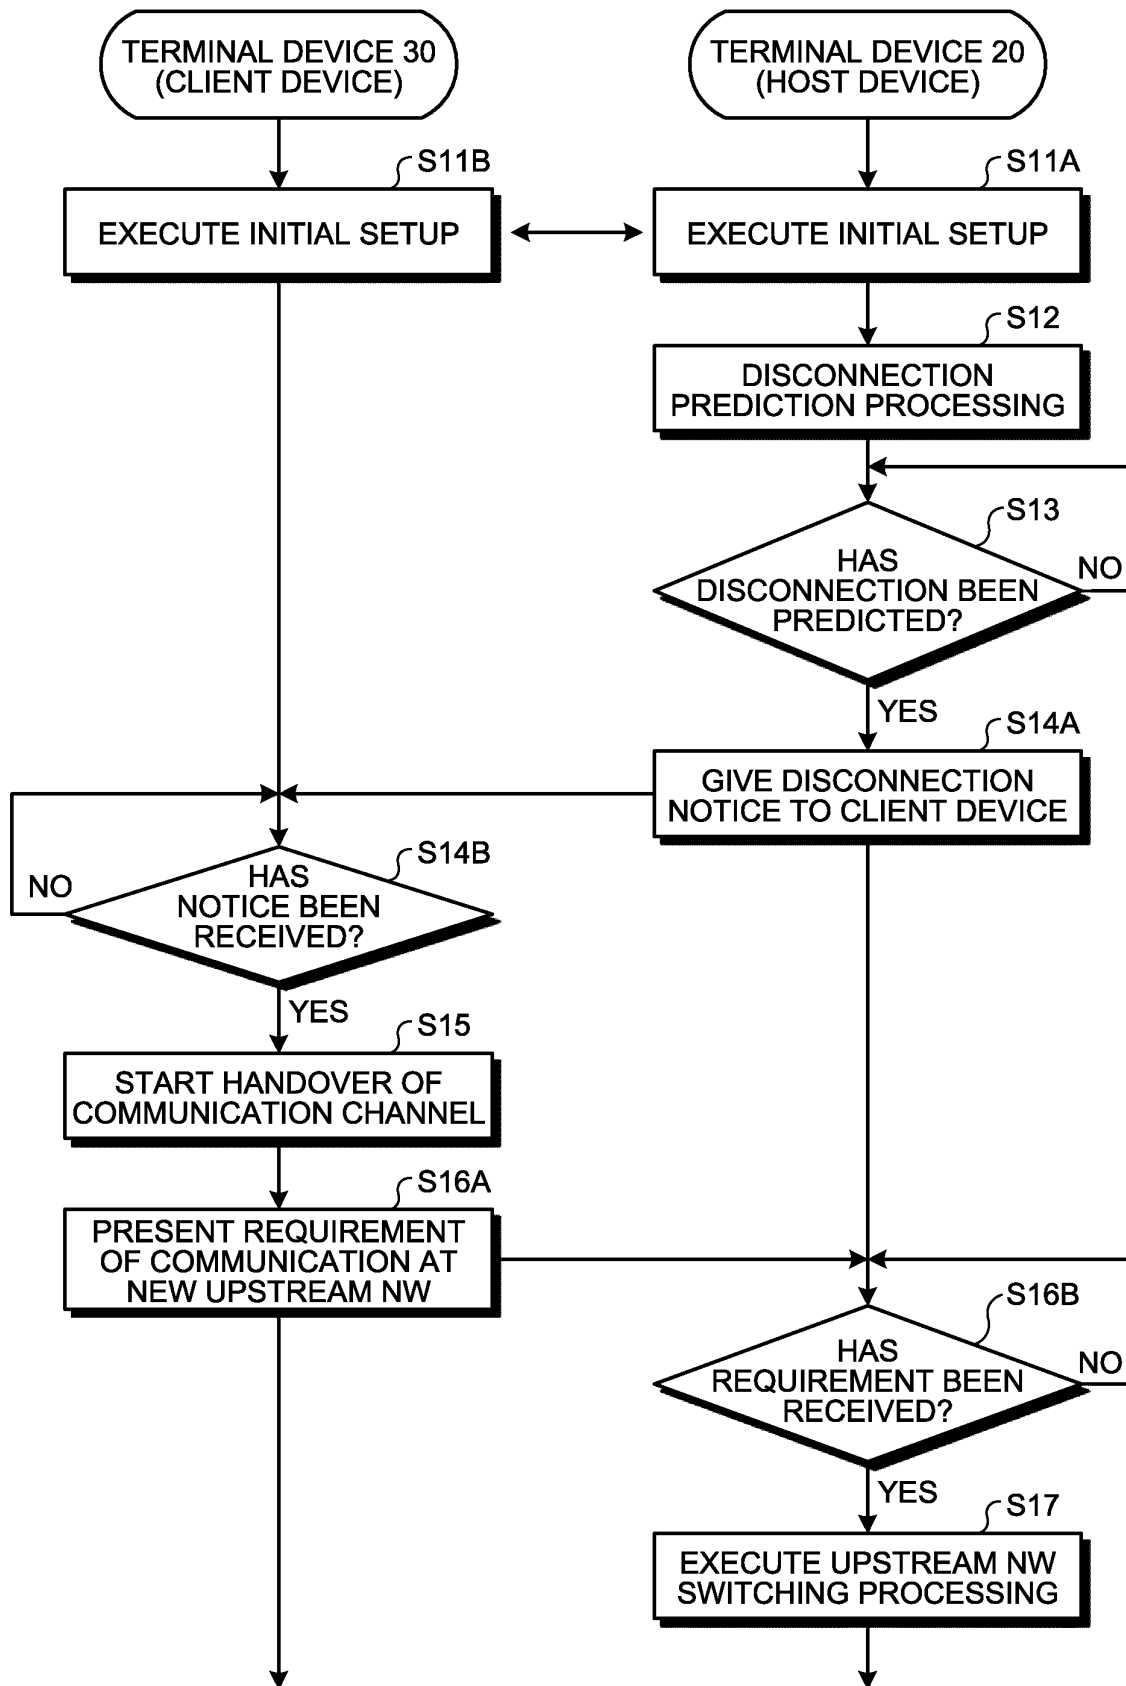 TERMINAL DEVICE 30
(CLIENT DEVICE)
TERMINAL DEVICE 20
(HOST DEVICE)
S11B
EXECUTE INITIAL SETUP
S11A
EXECUTE INITIAL SETUP
S12
DISCONNECTION
PREDICTION PROCESSING
S13
HAS
DISCONNECTION BEEN
PREDICTED?
NO
YES
S14A
GIVE DISCONNECTION
NOTICE TO CLIENT DEVICE
S14B
HAS
NOTICE BEEN
RECEIVED?
NO
YES
S15
START HANDOVER OF
COMMUNICATION CHANNEL
S16A
PRESENT REQUIREMENT
OF COMMUNICATION AT
NEW UPSTREAM NW
S16B
HAS
REQUIREMENT BEEN
RECEIVED?
NO
YES
S17
EXECUTE UPSTREAM NW
SWITCHING PROCESSING